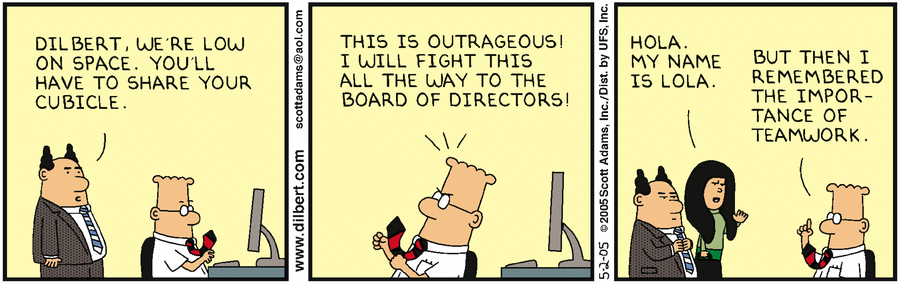 DILBERT, WE'RE LOW
ON SPACE. YOU'LL
HAVE TO SHARE YOUR
CUBICLE.
www.dilbert.com
scottadams@aol.com
THIS IS OUTRAGEOUS!
I WILL FIGHT THIS
ALL THE WAY TO THE
BOARD OF DIRECTORS!
5-2-05 © 2005 Scott Adams, Inc./Dist. by UFS, Inc.
HOLA.
MY NAME
IS LOLA.
BUT THEN I
REMEMBERED
THE IMPOR-
TANCE OF
TEAMWORK.